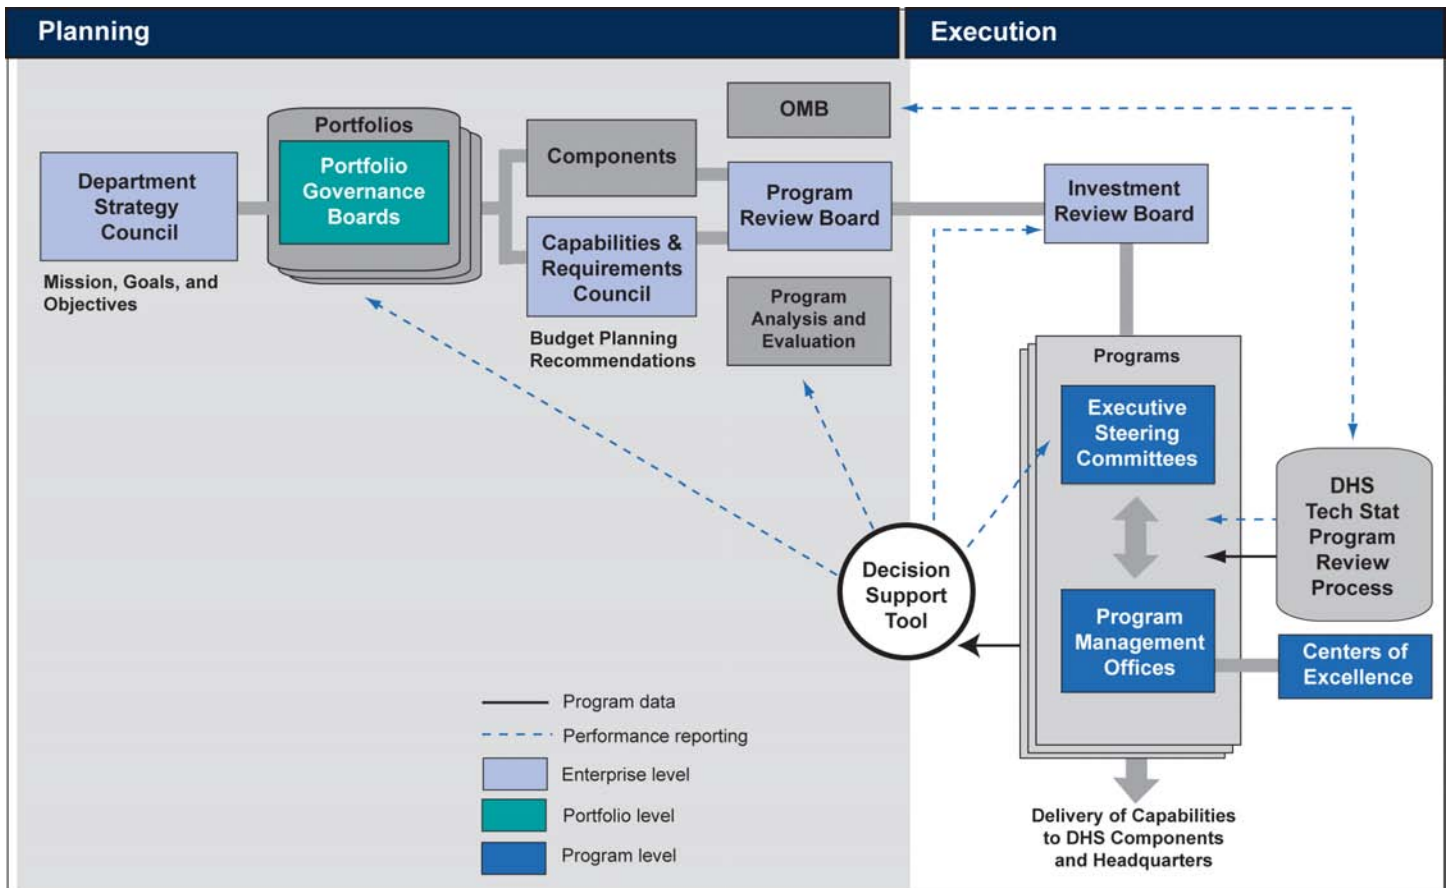 Planning
Execution
Department
Strategy
Council
Mission, Goals, and
Objectives
Portfolios
Portfolio
Governance
Boards
Components
Capabilities &
Requirements
Council
Budget Planning
Recommendations
OMB
Program
Review Board
Program
Analysis and
Evaluation
Investment
Review Board
Programs
Executive
Steering
Committees
Program
Management
Offices
DHS
Tech Stat
Program
Review
Process
Centers of
Excellence
Decision
Support
Tool
Delivery of Capabilities
to DHS Components
and Headquarters
Program data
Performance reporting
Enterprise level
Portfolio level
Program level